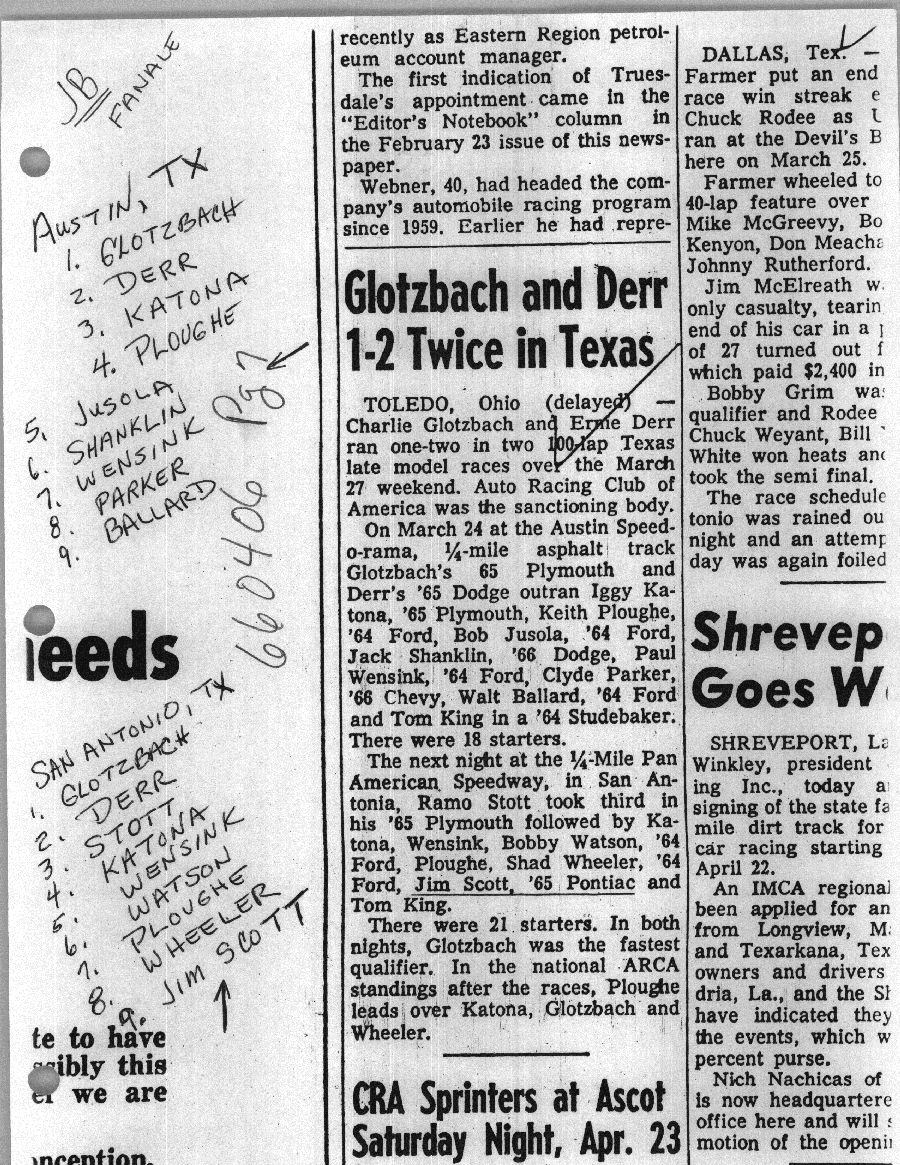 JB
FANALE
AUSTIN, TX
1. GLOTZBACH
2. DERR
3. KATONA
4. PLOUGHE
5. JUSOLA
6. SHANKLIN
7. WENSINK
8. PARKER
9. BALLARD
660406 Pg 7
needs
SAN ANTONIO, TX
1. GLOTZBACH
2. DERR
3. STOTT
4. KATONA
5. WENSINK
6. WATSON
7. PLOUGHE
8. WHEELER
9. JIM SCOTT
te to have
ssibly this
er we are
nception.
recently as Eastern Region petrol-
eum account manager.
The first indication of Trues-
dale's appointment came in the
"Editor's Notebook" column in
the February 23 issue of this news-
paper.
Webner, 40, had headed the com-
pany's automobile racing program
since 1959. Earlier he had repre-
Glotzbach and Derr
1-2 Twice in Texas
TOLEDO, Ohio (delayed) —
Charlie Glotzbach and Ernie Derr
ran one-two in two 100-lap Texas
late model races over the March
27 weekend. Auto Racing Club of
America was the sanctioning body.
On March 24 at the Austin Speed-
o-rama, ¼-mile asphalt track
Glotzbach's 65 Plymouth and
Derr's '65 Dodge outran Iggy Ka-
tona, '65 Plymouth, Keith Ploughe,
'64 Ford, Bob Jusola, '64 Ford,
Jack Shanklin, '66 Dodge, Paul
Wensink, '64 Ford, Clyde Parker,
'66 Chevy, Walt Ballard, '64 Ford
and Tom King in a '64 Studebaker.
There were 18 starters.
The next night at the ¼-Mile Pan
American Speedway, in San An-
tonia, Ramo Stott took third in
his '65 Plymouth followed by Ka-
tona, Wensink, Bobby Watson, '64
Ford, Ploughe, Shad Wheeler, '64
Ford, Jim Scott, '65 Pontiac and
Tom King.
There were 21 starters. In both
nights, Glotzbach was the fastest
qualifier. In the national ARCA
standings after the races, Ploughe
leads over Katona, Glotzbach and
Wheeler.
CRA Sprinters at Ascot
Saturday Night, Apr. 23
DALLAS, Tex. —
Farmer put an end
race win streak e
Chuck Rodee as U
ran at the Devil's B
here on March 25.
Farmer wheeled to
40-lap feature over
Mike McGreevy, Bo
Kenyon, Don Meacha
Johnny Rutherford.
Jim McElreath w
only casualty, tearin
end of his car in a
of 27 turned out f
which paid $2,400 in
Bobby Grim was
qualifier and Rodee
Chuck Weyant, Bill
White won heats and
took the semi final.
The race schedule
tonio was rained ou
night and an attemp
day was again foiled
Shrevep
Goes W
SHREVEPORT, La
Winkley, president
ing Inc., today a
signing of the state fa
mile dirt track for
car racing starting
April 22.
An IMCA regional
been applied for an
from Longview, M
and Texarkana, Tex
owners and drivers
dria, La., and the Sh
have indicated they
the events, which w
percent purse.
Nich Nachicas of
is now headquartere
office here and will
motion of the openi